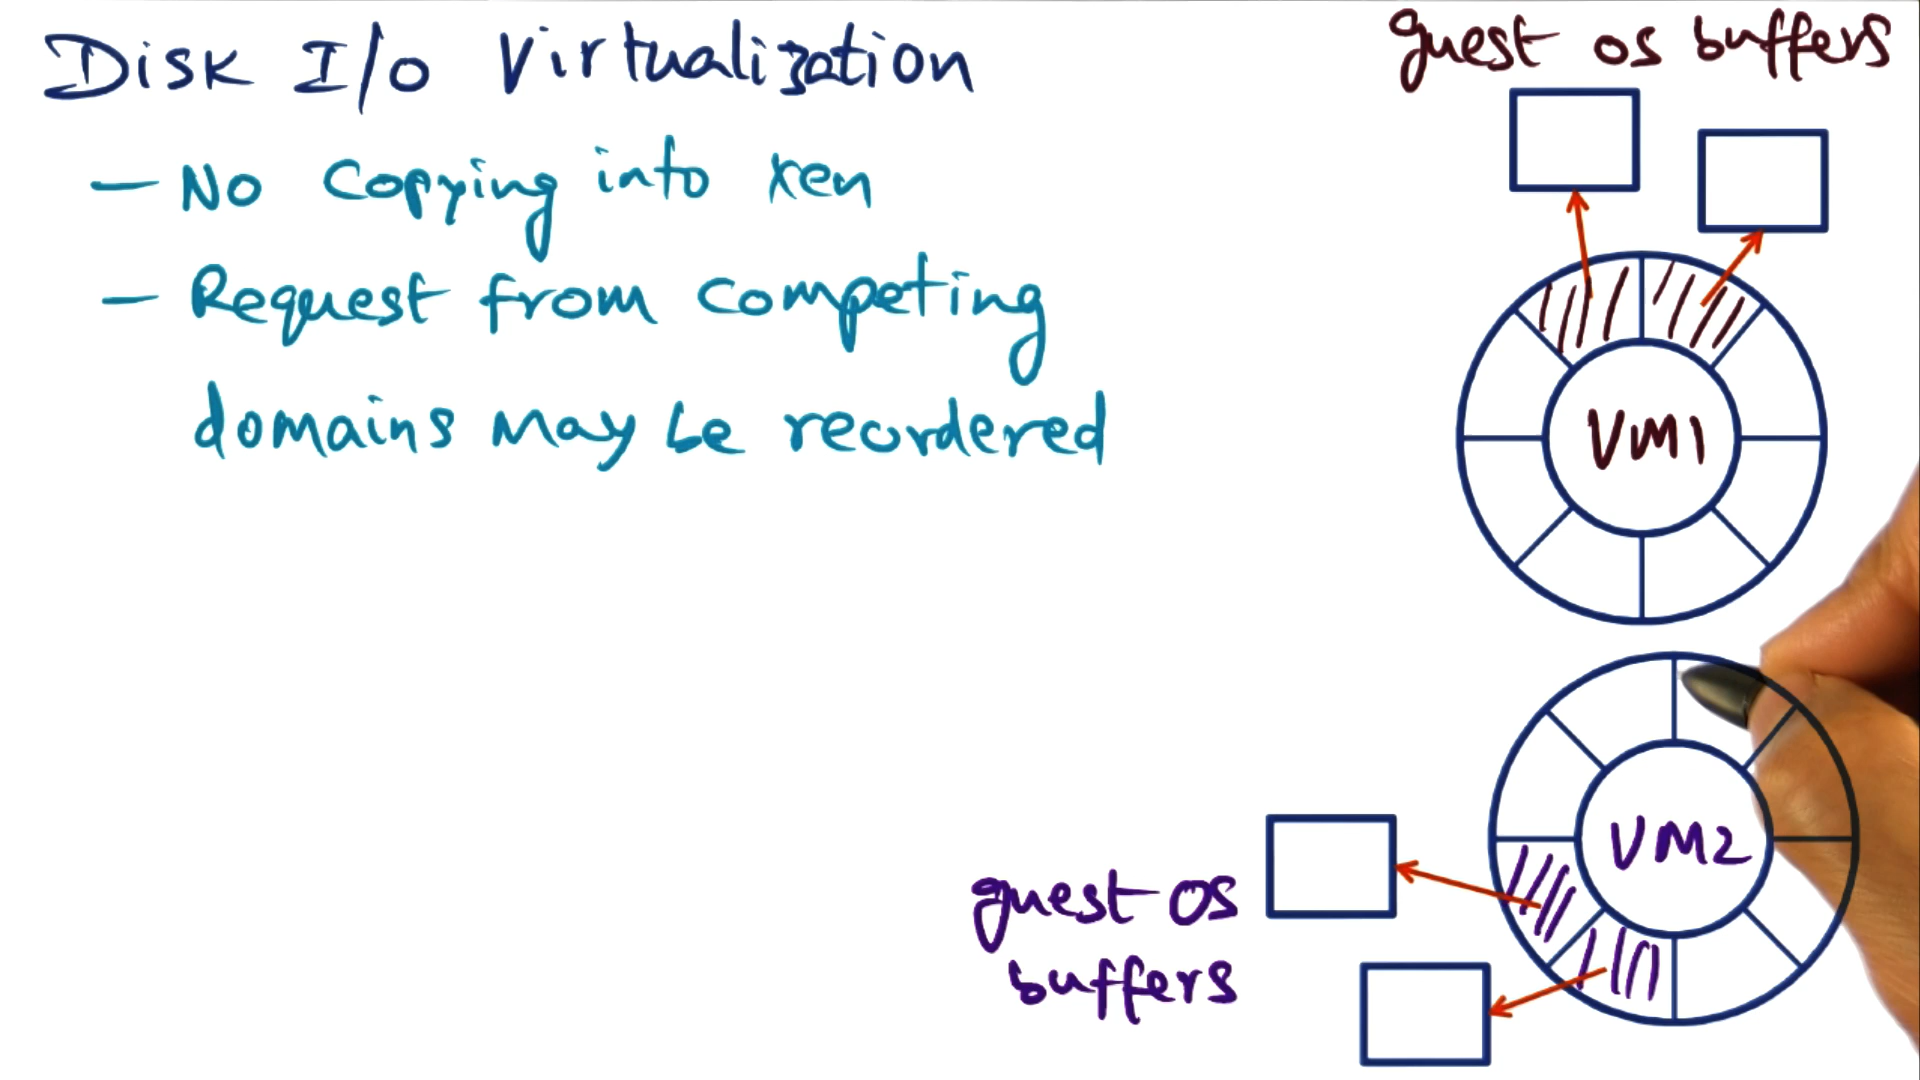 Disk I/O Virtualization
guest os buffers
- No copying into xen
- Request from competing
domains may be reordered
VM1
VM2
guest OS
buffers